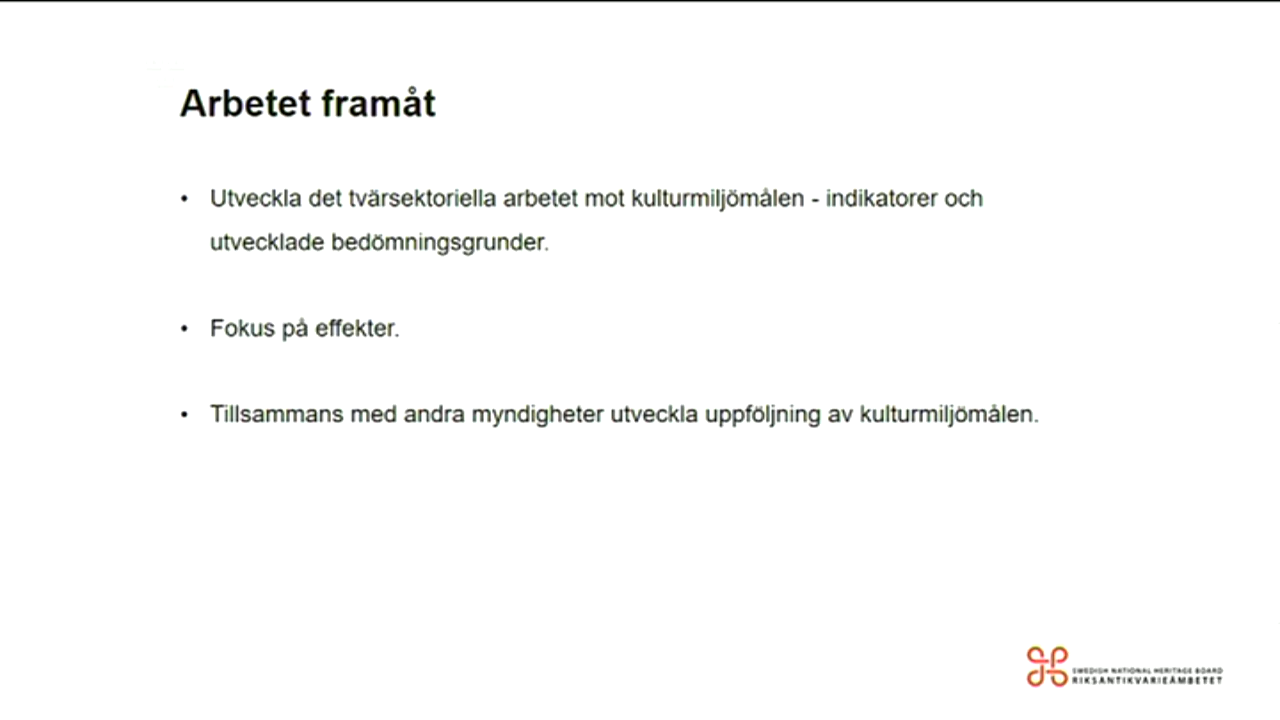 Arbetet framåt
• Utveckla det tvärsektoriella arbetet mot kulturmiljömålen - indikatorer och
utvecklade bedömningsgrunder.
• Fokus på effekter.
• Tillsammans med andra myndigheter utveckla uppföljning av kulturmiljömålen.
SWEDISH NATIONAL HERITAGE BOARD
RIKSANTIKVARIEÄMBETET